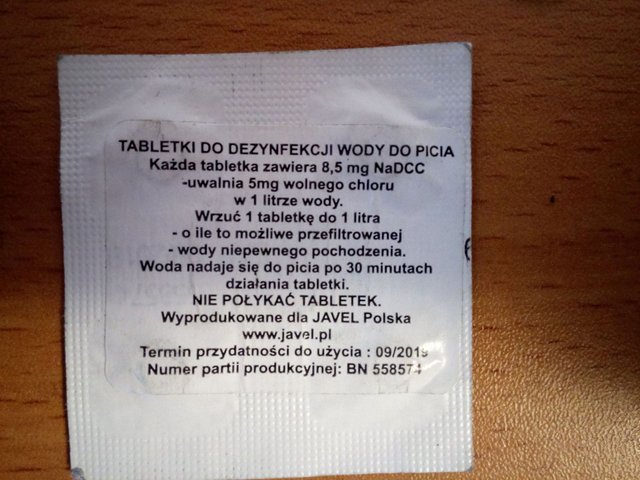 TABLETKI DO DEZYNFEKCJI WODY DO PICIA
Każda tabletka zawiera 8,5 mg NaDCC
-uwalnia 5mg wolnego chloru
w 1 litrze wody.
Wrzuć 1 tabletkę do 1 litra
- o ile to możliwe przefiltrowanej
- wody niepewnego pochodzenia.
Woda nadaje się do picia po 30 minutach
działania tabletki.
NIE POŁYKAĆ TABLETEK.
Wyprodukowane dla JAVEL Polska
www.javel.pl
Termin przydatności do użycia : 09/2019
Numer partii produkcyjnej: BN 558574